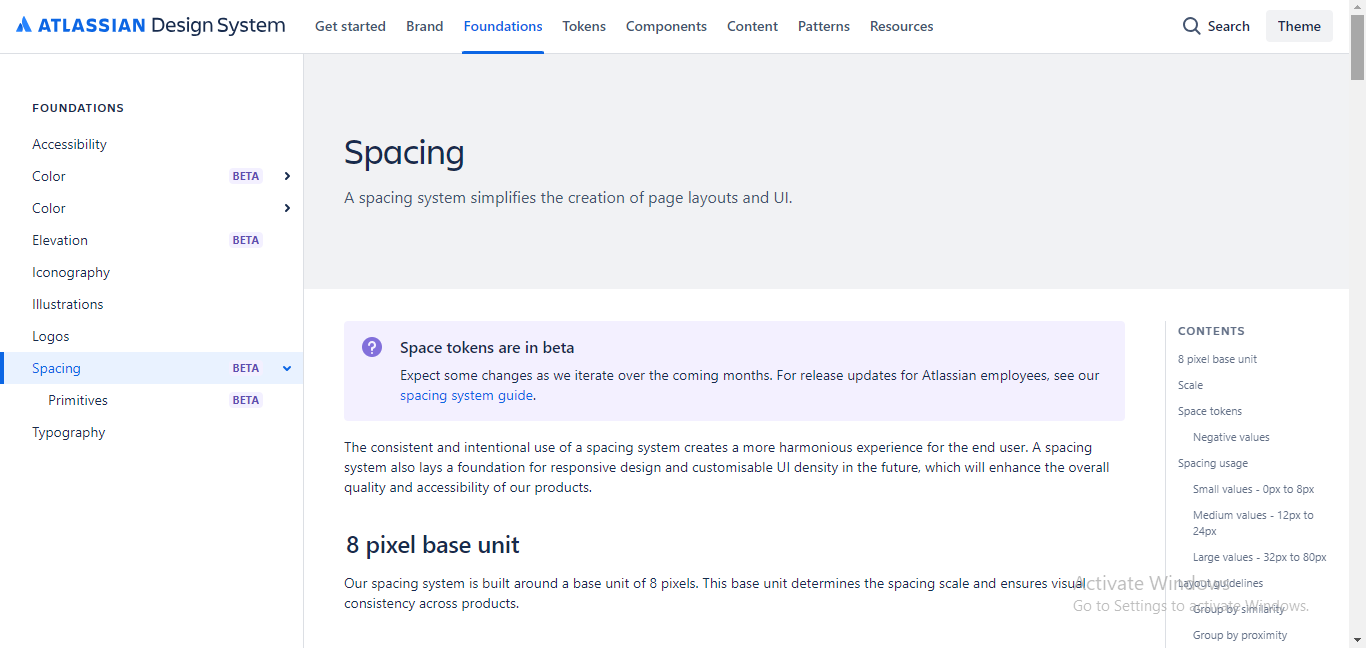 ATLASSIAN Design System
Get started Brand Foundations Tokens Components Content Patterns Resources Search Theme
FOUNDATIONS
Accessibility
Color BETA
Color
Elevation BETA
Iconography
Illustrations
Logos
Spacing BETA
Primitives BETA
Typography
Spacing
A spacing system simplifies the creation of page layouts and UI.
Space tokens are in beta
Expect some changes as we iterate over the coming months. For release updates for Atlassian employees, see our
spacing system guide.
The consistent and intentional use of a spacing system creates a more harmonious experience for the end user. A spacing
system also lays a foundation for responsive design and customisable UI density in the future, which will enhance the overall
quality and accessibility of our products.
8 pixel base unit
Our spacing system is built around a base unit of 8 pixels. This base unit determines the spacing scale and ensures visual
consistency across products.
CONTENTS
8 pixel base unit
Scale
Space tokens
Negative values
Spacing usage
Small values - 0px to 8px
Medium values - 12px to
24px
Large values - 32px to 80px
Layout guidelines
Group by similarity
Group by proximity
Activate Windows
Go to Settings to activate Windows.